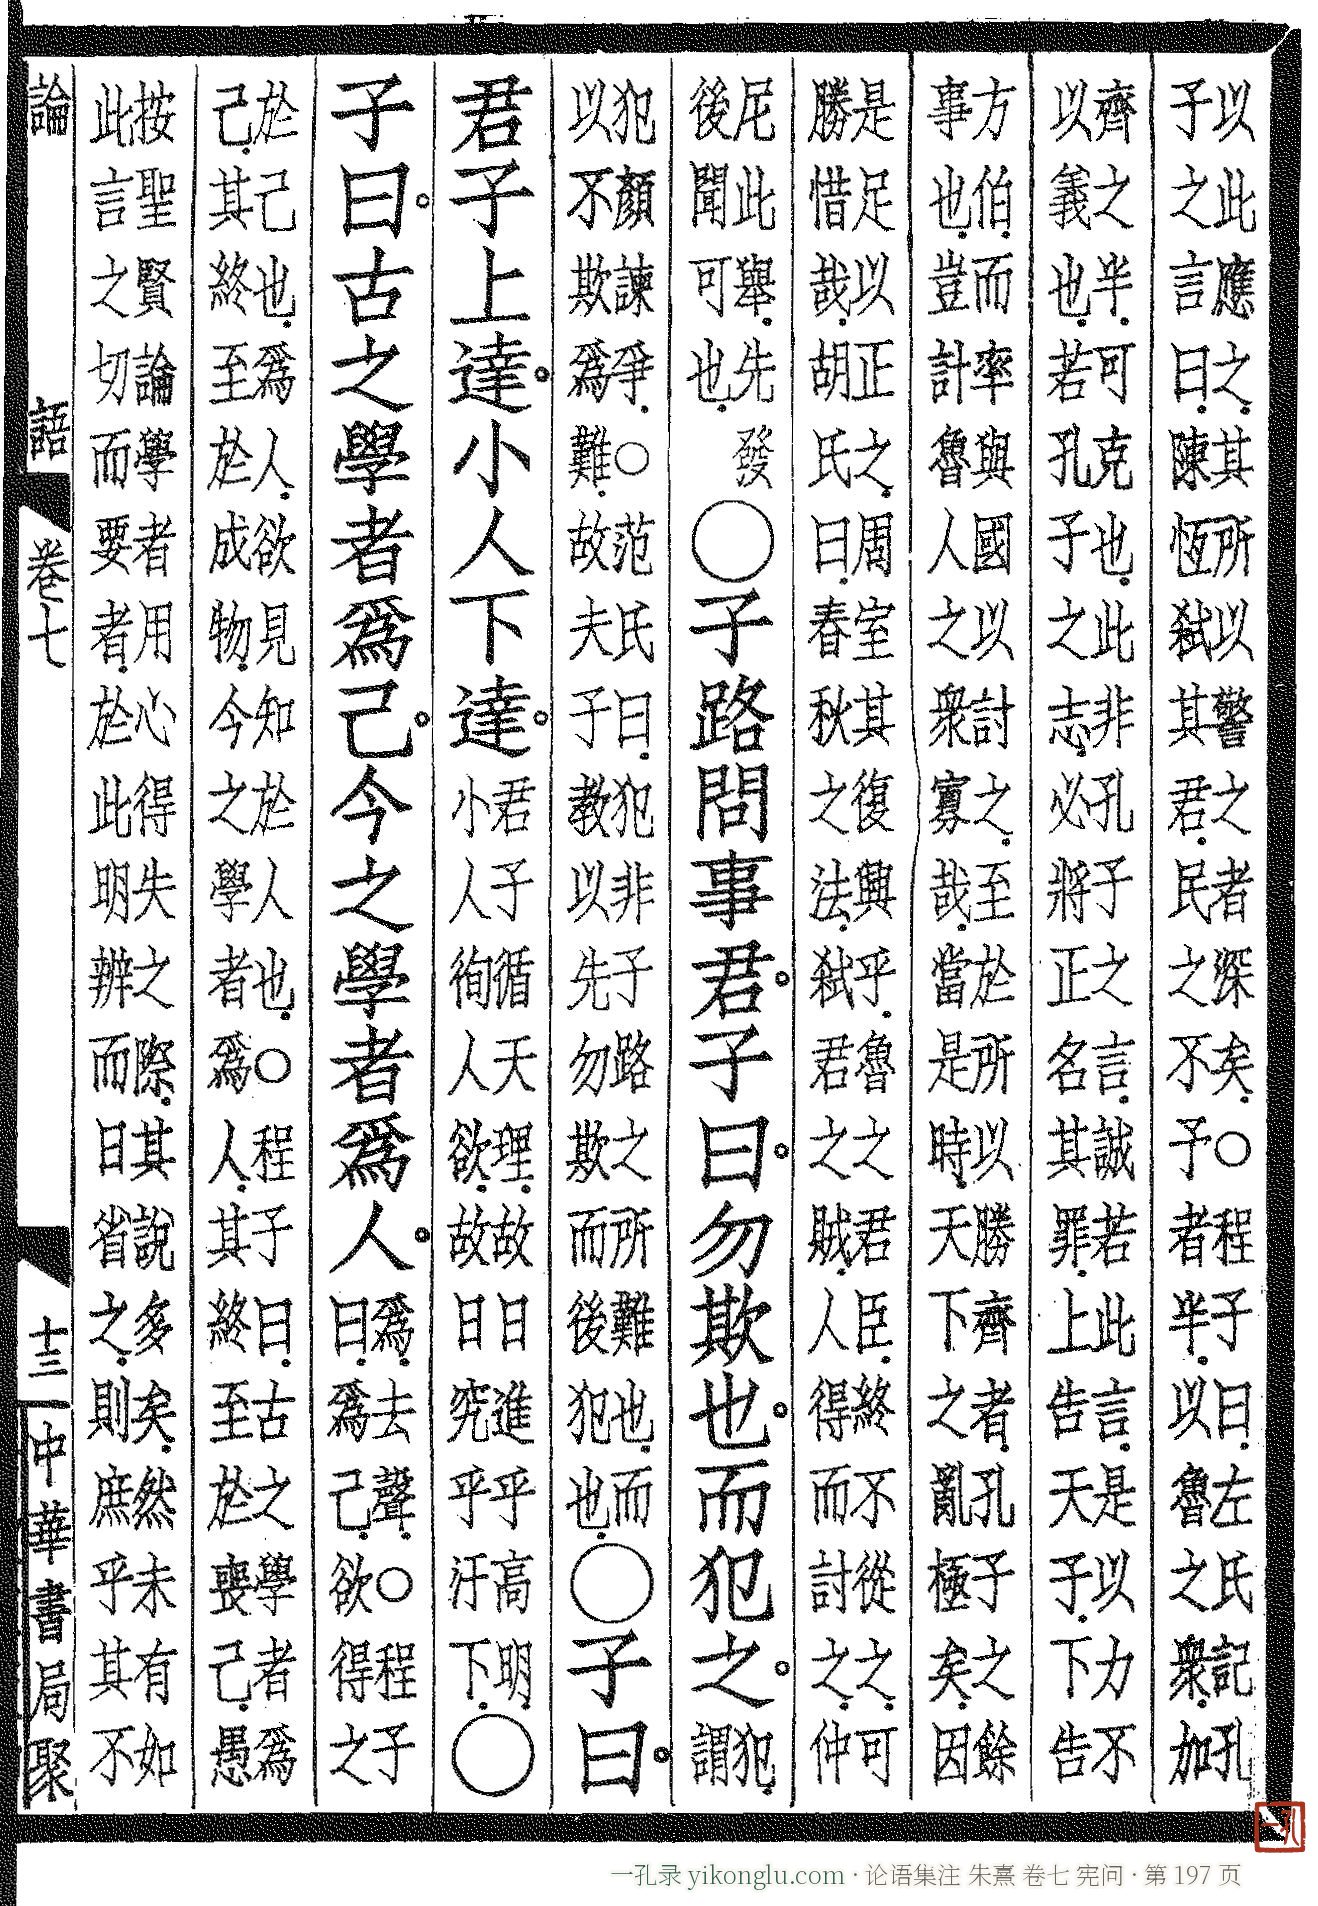 以此應之其所以警之者深矣○程子曰左氏記孔
子之言曰陳恆弑其君民之不予者半以魯之衆加
齊之半可克也此非孔子之言誠若此言是以力不
以義也若孔子之志必將正名其罪上告天子下告
方伯而率與國以討之至於所以勝齊者孔子之餘
事也豈計魯人之衆寡哉當是時天下之亂極矣因
是足以正之周室其復興乎魯之君臣終不從之可
勝惜哉胡氏曰春秋之法弑君之賊人得而討之仲
尼此舉先發
後聞可也
○子路問事君子曰勿欺也而犯之
犯
謂
犯顏諫爭○范氏曰犯非子路之所難也而
以不欺爲難故夫子教以先勿欺而後犯也
○子曰
君子上達小人下達
君子循天理故日進乎高明
小人徇人欲故日究乎汙下
○
子曰古之學者爲己今之學者爲人
爲去聲○程子
曰爲己欲得之
於己也爲人欲見知於人也○程子曰古之學者爲
己其終至於成物今之學者爲人其終至於喪己愚
按聖賢論學者用心得失之際其說多矣然未有如
此言之切而要者於此明辨而日省之則庶乎其不
論語 卷七 十三 中華書局聚
一孔录 yikonglu.com · 论语集注 朱熹 卷七 宪问 · 第 197 页